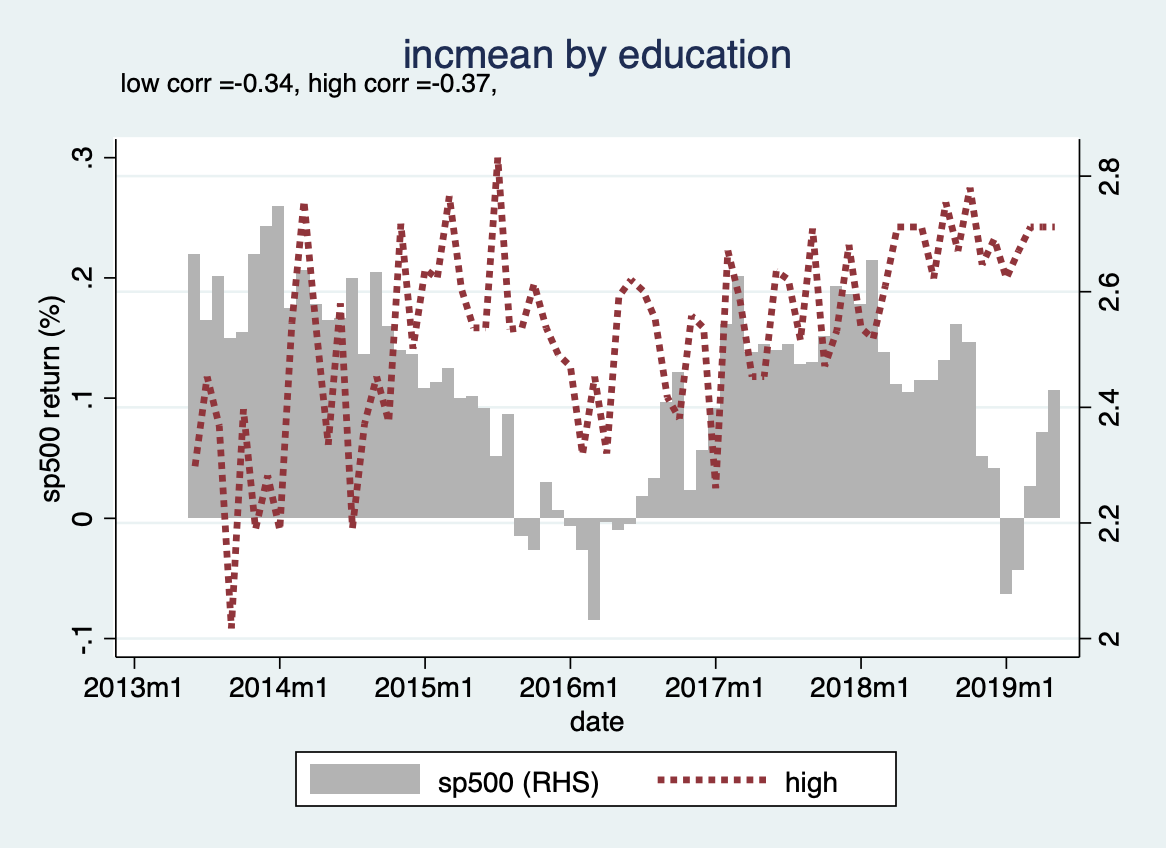 incmean by education
low corr =-0.34, high corr =-0.37,
sp500 return (%)
.3
.2
.1
0
-.1
2.8
2.6
2.4
2.2
2
2013m1 2014m1 2015m1 2016m1 2017m1 2018m1 2019m1
date
sp500 (RHS) high